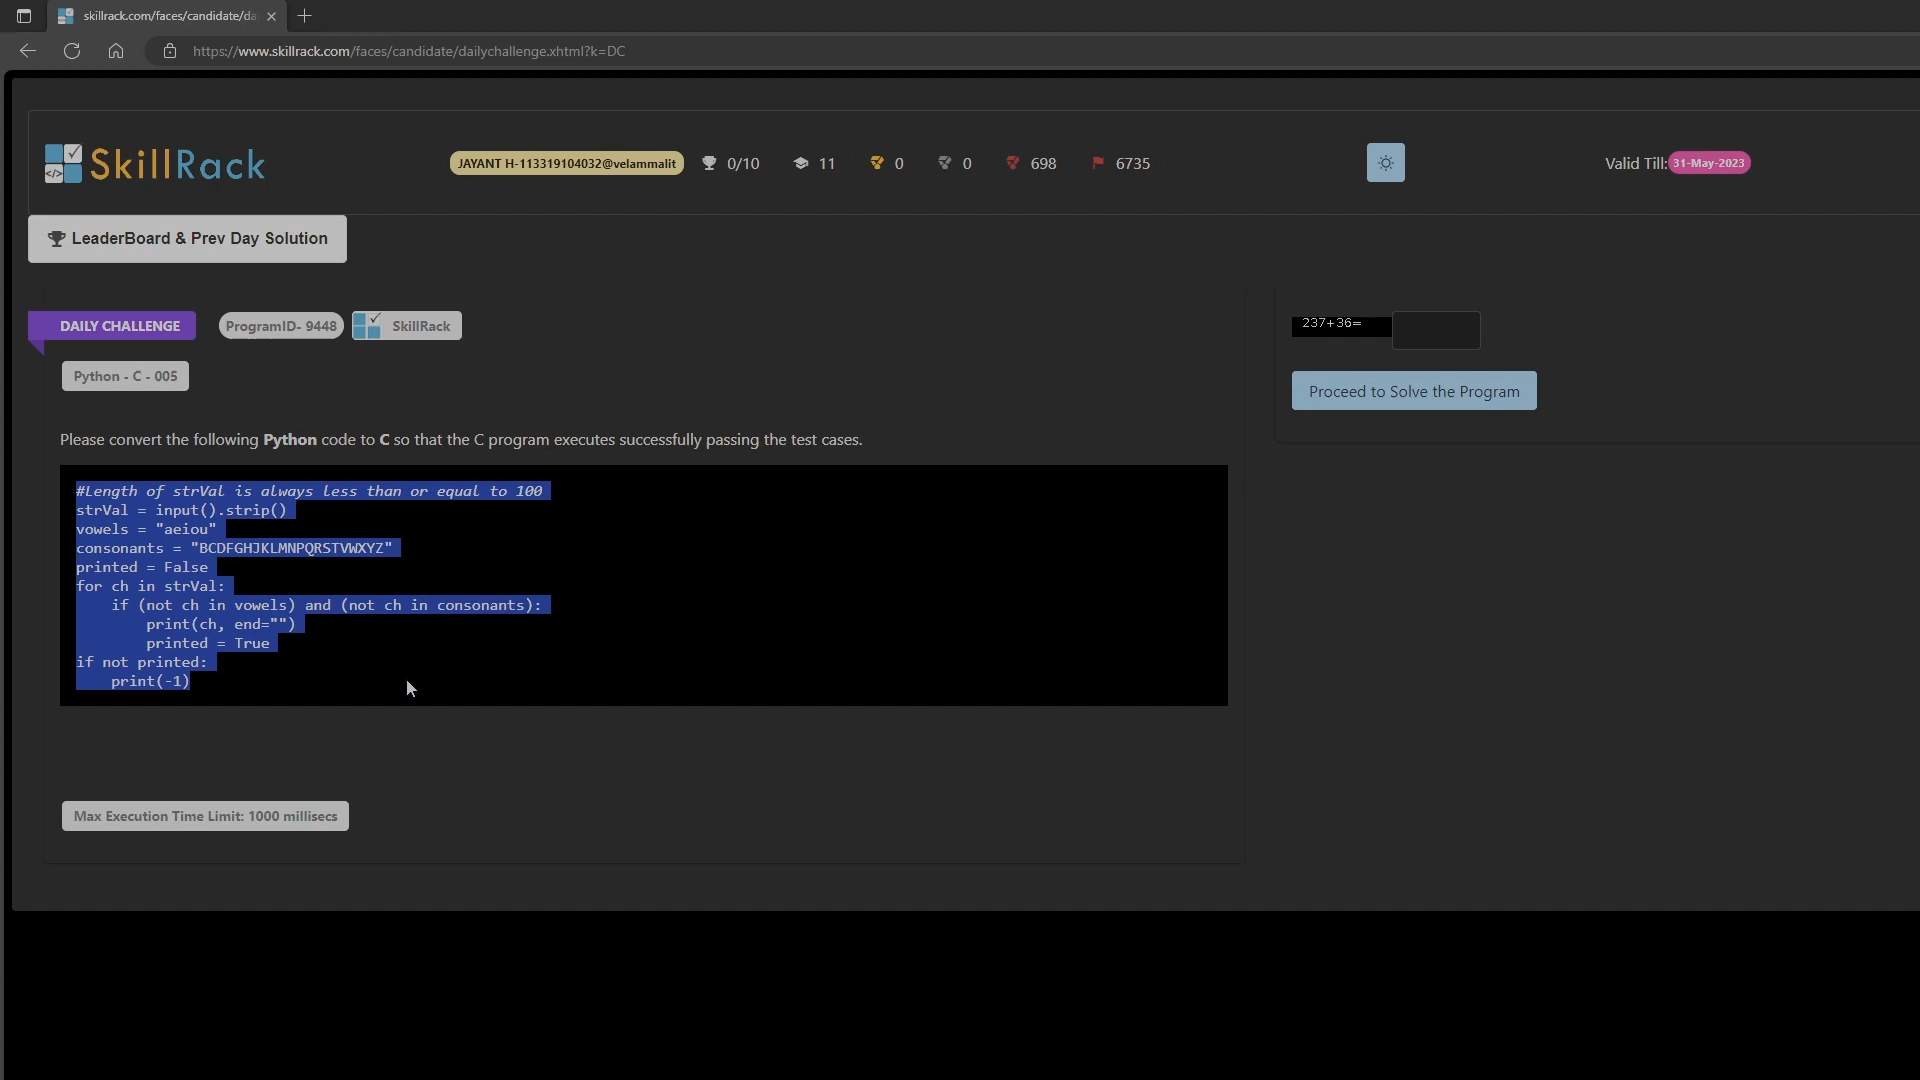 skillrack.com/faces/candidate/da
https://www.skillrack.com/faces/candidate/dailychallenge.xhtml?k=DC
SkillRack
JAYANT H-113319104032@velammalit
0/10
11
0
0
698
6735
Valid Till:
31-May-2023
LeaderBoard & Prev Day Solution
DAILY CHALLENGE
ProgramID- 9448
SkillRack
237+36=
Python - C - 005
Proceed to Solve the Program
Please convert the following Python code to C so that the C program executes successfully passing the test cases.
#Length of strVal is always less than or equal to 100
strVal = input().strip()
vowels = "aeiou"
consonants = "BCDFGHJKLMNPQRSTVWXYZ"
printed = False
for ch in strVal:
    if (not ch in vowels) and (not ch in consonants):
        print(ch, end="")
        printed = True
if not printed:
    print(-1)
Max Execution Time Limit: 1000 millisecs